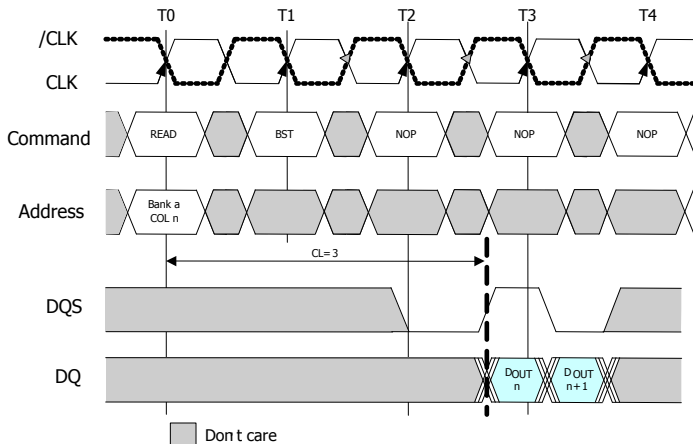 T0 T1 T2 T3 T4
/CLK
CLK
Command READ BST NOP NOP NOP
Address Bank a
COL n
CL=3
DQS
DQ DOUT n DOUT n+1
Don't care